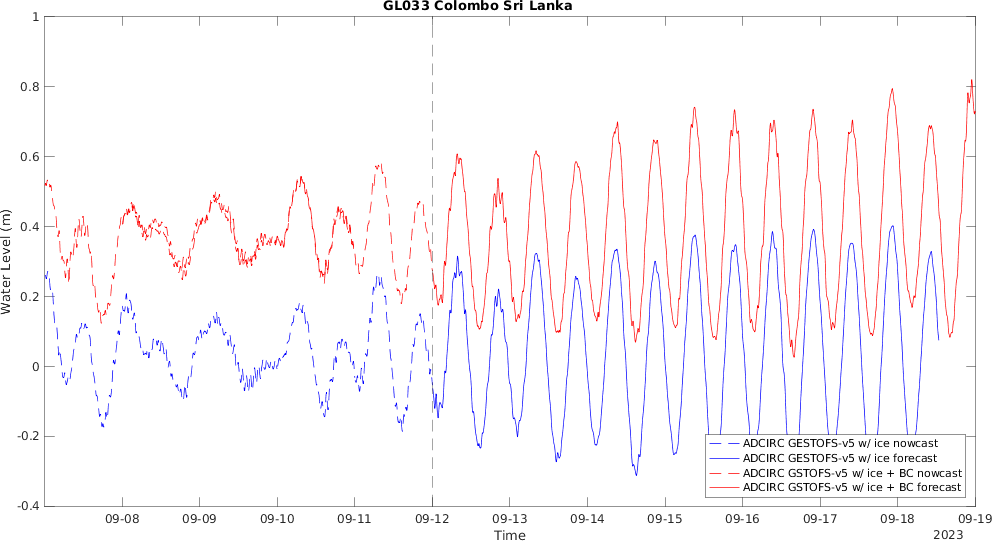 GL033 Colombo Sri Lanka
1
0.8
0.6
0.4
0.2
0
-0.2
-0.4
Water Level (m)
ADCIRC GESTOFS-v5 w/ ice nowcast
ADCIRC GESTOFS-v5 w/ ice forecast
ADCIRC GSTOFS-v5 w/ ice + BC nowcast
ADCIRC GSTOFS-v5 w/ ice + BC forecast
09-08 09-09 09-10 09-11 09-12 09-13 09-14 09-15 09-16 09-17 09-18 09-19
Time
2023